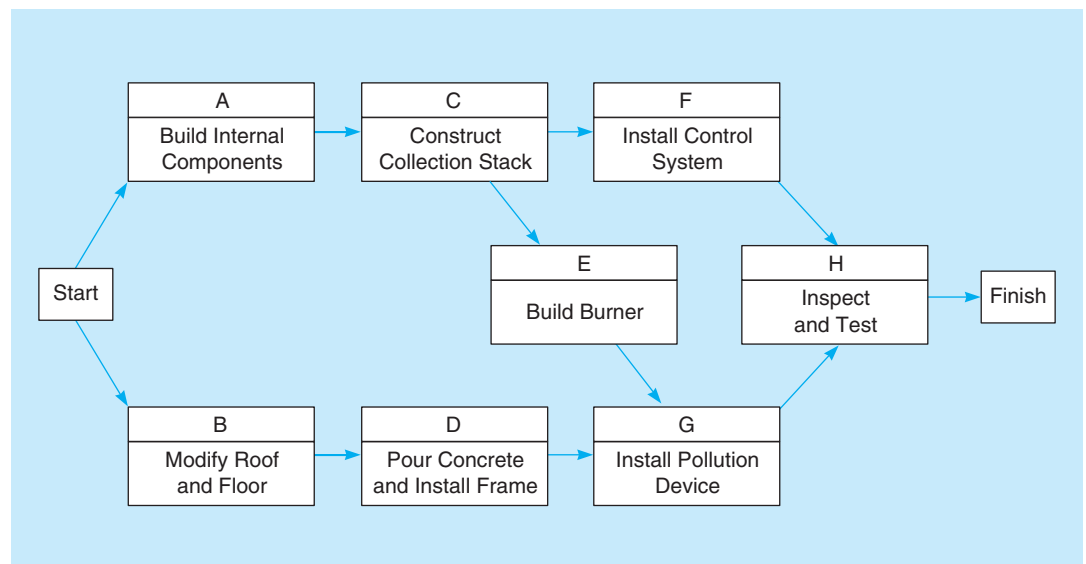 A
Build Internal
Components
C
Construct
Collection Stack
F
Install Control
System
Start
E
Build Burner
H
Inspect
and Test
Finish
B
Modify Roof
and Floor
D
Pour Concrete
and Install Frame
G
Install Pollution
Device